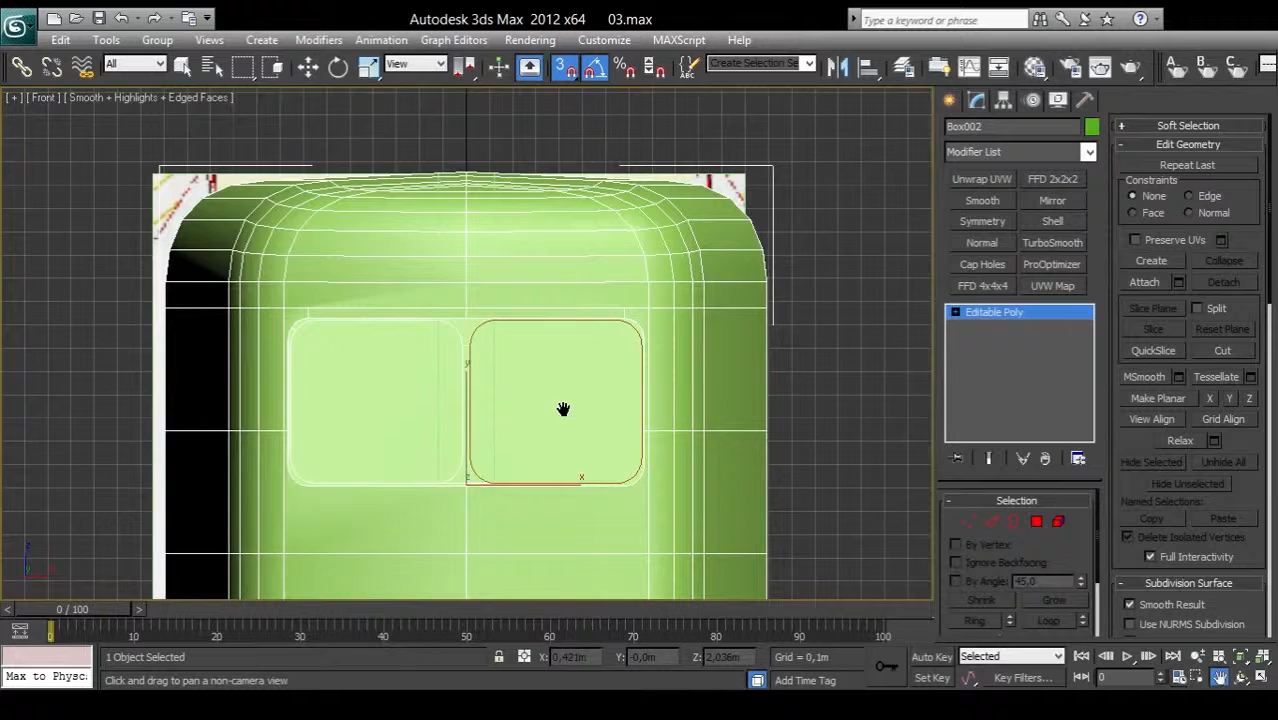 Autodesk 3ds Max 2012 x64 03.max
Type a keyword or phrase
Edit Tools Group Views Create Modifiers Animation Graph Editors Rendering Customize MAXScript Help
All View Create Selection Se
[ + ] [ Front ] [ Smooth + Highlights + Edged Faces ]
Box002
Modifier List
Unwrap UVW FFD 2x2x2
Smooth Mirror
Symmetry Shell
Normal TurboSmooth
Cap Holes ProOptimizer
FFD 4x4x4 UVW Map
Editable Poly
Selection
By Vertex
Ignore Backfacing
By Angle: 45,0
Shrink Grow
Ring Loop
Soft Selection
Edit Geometry
Repeat Last
Constraints
None Edge
Face Normal
Preserve UVs
Create Collapse
Attach Detach
Slice Plane Split
Slice Reset Plane
QuickSlice Cut
MSmooth Tessellate
Make Planar X Y Z
View Align Grid Align
Relax
Hide Selected Unhide All
Hide Unselected
Named Selections:
Copy Paste
Delete Isolated Vertices
Full Interactivity
Subdivision Surface
Smooth Result
Use NURMS Subdivision
y
z x
z
0 / 100
0 10 20 30 40 50 60 70 80 90 100
1 Object Selected X: 0,421m Y: -0,0m Z: 2,036m Grid = 0,1m Auto Key Selected
Max to Physc Click and drag to pan a non-camera view Add Time Tag Set Key Key Filters... 0